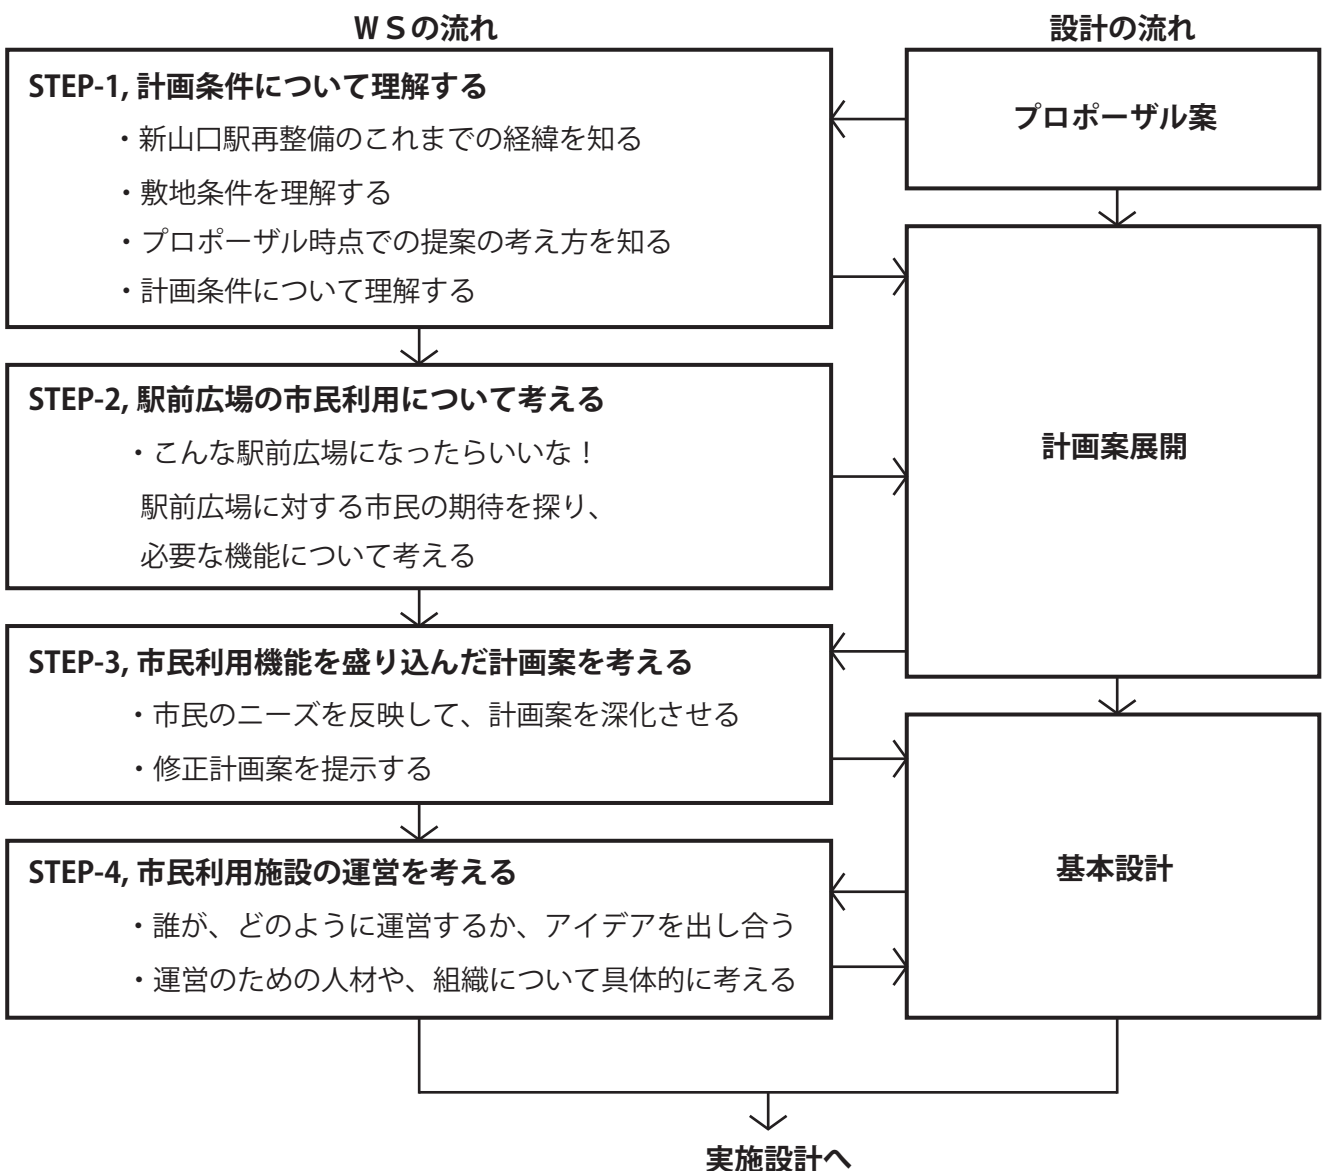 WSの流れ
STEP-1, 計画条件について理解する
・新山口駅再整備のこれまでの経緯を知る
・敷地条件を理解する
・プロポーザル時点での提案の考え方を知る
・計画条件について理解する
STEP-2, 駅前広場の市民利用について考える
・こんな駅前広場になったらいいな！
駅前広場に対する市民の期待を探り、
必要な機能について考える
STEP-3, 市民利用機能を盛り込んだ計画案を考える
・市民のニーズを反映して、計画案を深化させる
・修正計画案を提示する
STEP-4, 市民利用施設の運営を考える
・誰が、どのように運営するか、アイデアを出し合う
・運営のための人材や、組織について具体的に考える
設計の流れ
プロポーザル案
計画案展開
基本設計
実施設計へ